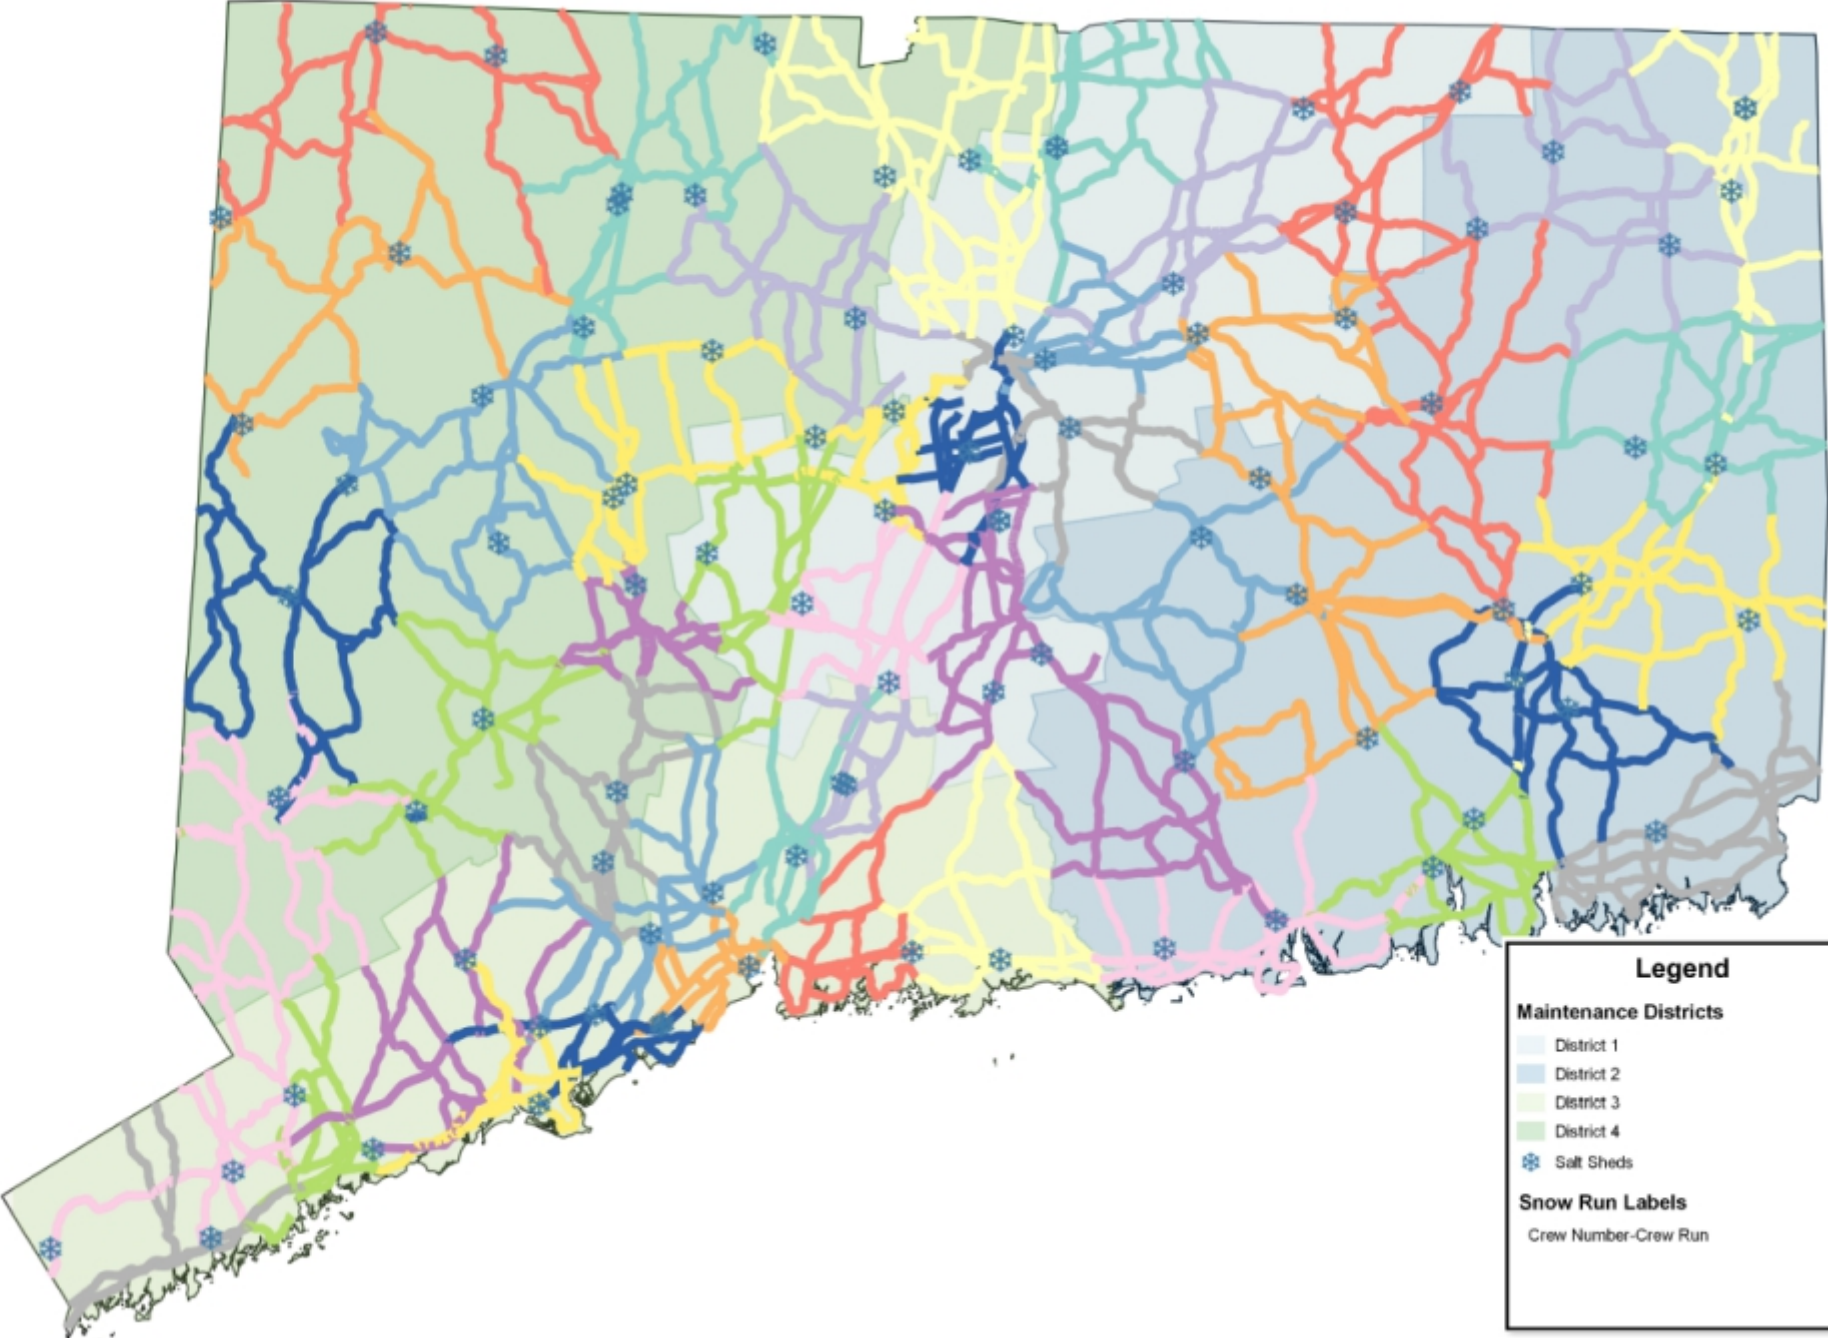 Legend
Maintenance Districts
District 1
District 2
District 3
District 4
Salt Sheds
Snow Run Labels
Crew Number-Crew Run